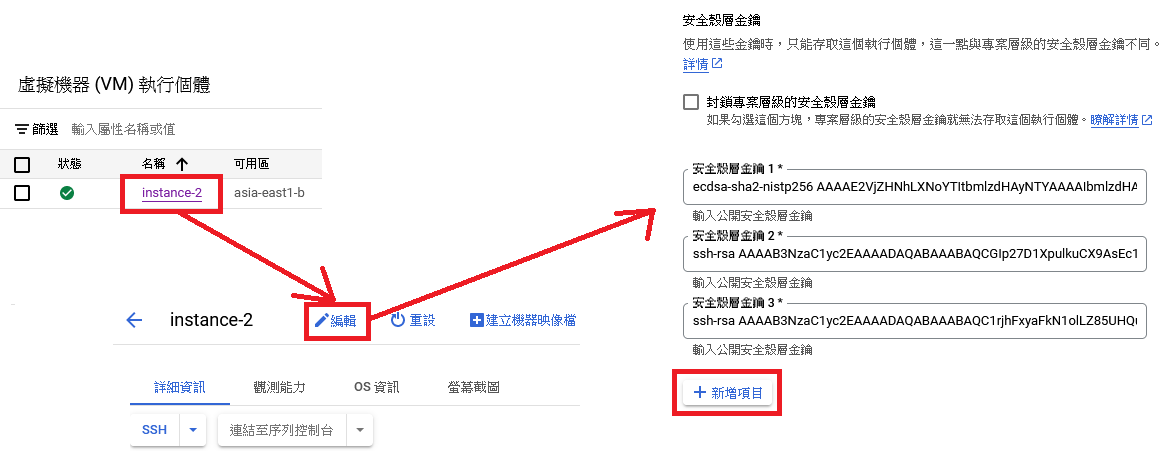 虛擬機器 (VM) 執行個體
篩選 輸入屬性名稱或值
狀態 名稱 可用區
instance-2 asia-east1-b
instance-2 編輯 重設 建立機器映像檔
詳細資訊 觀測能力 OS 資訊 螢幕截圖
SSH 連結至序列控制台
安全殼層金鑰
使用這些金鑰時，只能存取這個執行個體，這一點與專案層級的安全殼層金鑰不同。
詳情
封鎖專案層級的安全殼層金鑰
如果勾選這個方塊，專案層級的安全殼層金鑰就無法存取這個執行個體。瞭解詳情
安全殼層金鑰 1 *
ecdsa-sha2-nistp256 AAAAE2VjZHNhLXNoYTItbmlzdHAyNTYAAAAIbmlzdHA
輸入公開安全殼層金鑰
安全殼層金鑰 2 *
ssh-rsa AAAAB3NzaC1yc2EAAAADAQABAAABAQCGIp27D1XpulkuCX9AsEc1
輸入公開安全殼層金鑰
安全殼層金鑰 3 *
ssh-rsa AAAAB3NzaC1yc2EAAAADAQABAAABAQC1rjhFxyaFkN1olLZ85UHQ
輸入公開安全殼層金鑰
新增項目